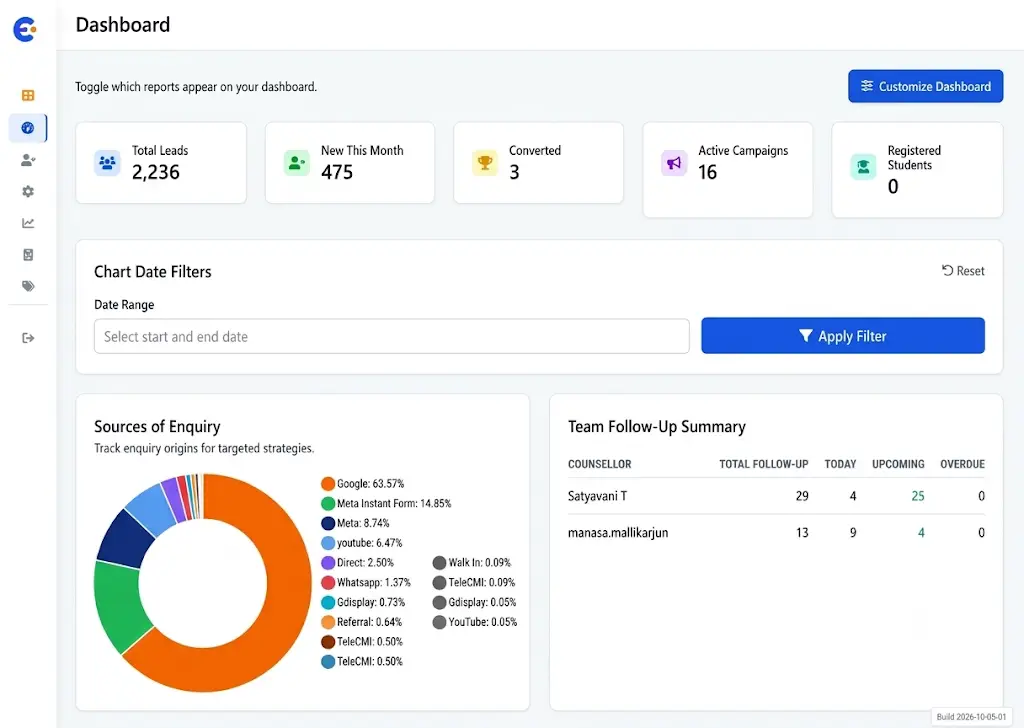 Dashboard
Toggle which reports appear on your dashboard.
Customize Dashboard
Total Leads
2,236
New This Month
475
Converted
3
Active Campaigns
16
Registered
Students
0
Chart Date Filters
Reset
Date Range
Select start and end date
Apply Filter
Sources of Enquiry
Track enquiry origins for targeted strategies.
Google: 63.57%
Meta Instant Form: 14.85%
Meta: 8.74%
youtube: 6.47%
Direct: 2.50%
Whatsapp: 1.37%
Gdisplay: 0.73%
Referral: 0.64%
TeleCMI: 0.50%
TeleCMI: 0.50%
Walk In: 0.09%
TeleCMI: 0.09%
Gdisplay: 0.05%
YouTube: 0.05%
Team Follow-Up Summary
COUNSELLOR TOTAL FOLLOW-UP TODAY UPCOMING OVERDUE
Satyavani T 29 4 25 0
manasa.mallikarjun 13 9 4 0
Build 2026-10-05-01